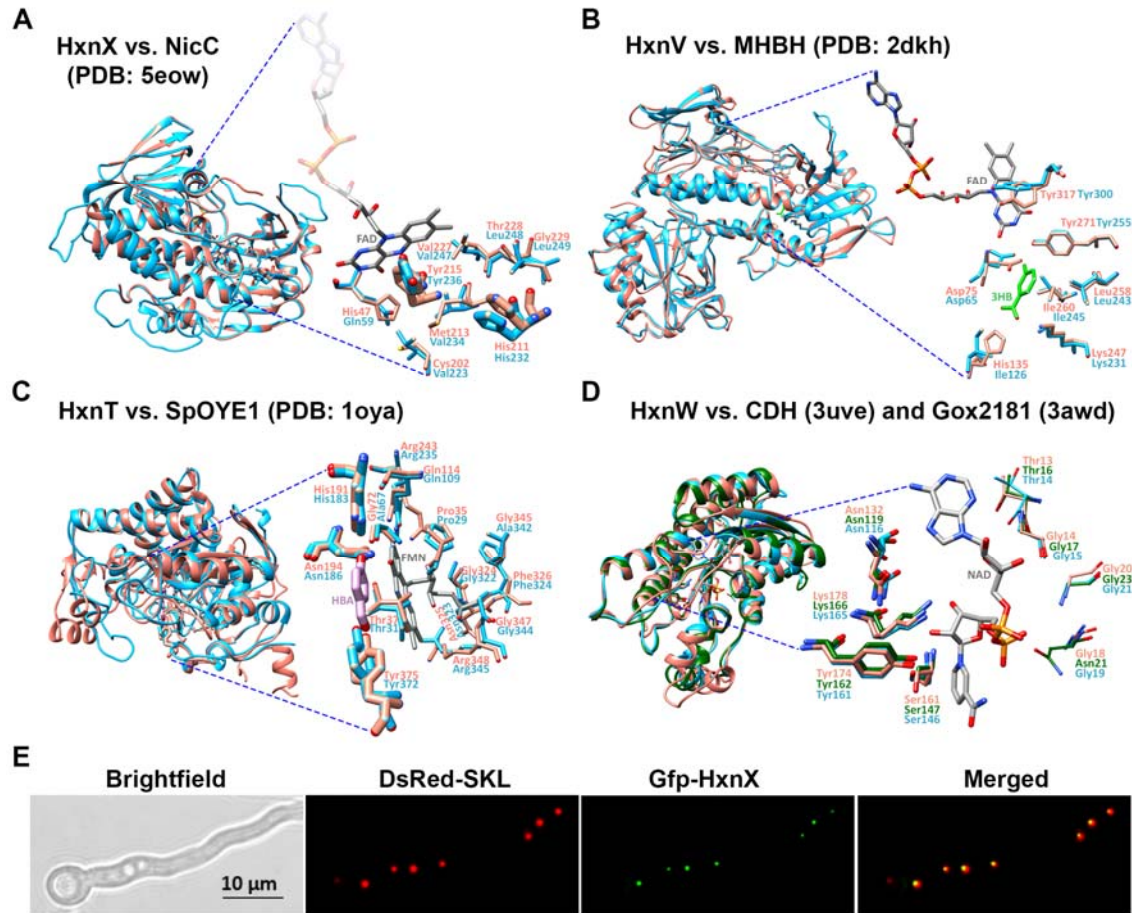 A
HxnX vs. NicC
(PDB: 5eow)
FAD
Thr228
Leu248
Gly229
Leu249
Val227
Val247
Tyr215
Tyr236
His47
Gln59
Met213
Val234
His211
His232
Cys202
Val223
B
HxnV vs. MHBH (PDB: 2dkh)
FAD
Tyr317Tyr300
Tyr271Tyr255
Asp75
Asp65
3HB
Leu258
Leu243
Ile260
Ile245
Lys247
Lys231
His135
Ile126
C
HxnT vs. SpOYE1 (PDB: 1oya)
Arg243
Arg235
Gln114
Gln109
His191
His183
Gly72
Ala67
Pro35
Pro29
Gly345
Ala342
Asn194
Asn186
FMN
Gly324
Gly322
Phe326
Phe324
HBA
Thr37
Thr31
Gly347
Gly344
Arg348
Arg345
Tyr375
Tyr372
D
HxnW vs. CDH (3uve) and Gox2181 (3awd)
Thr13
Thr16
Thr14
Asn132
Asn119
Asn116
Gly14
Gly17
Gly15
NAD
Gly20
Gly23
Gly21
Lys178
Lys166
Lys165
Gly18
Asn21
Gly19
Tyr174
Tyr162
Tyr161
Ser161
Ser147
Ser146
E
Brightfield
DsRed-SKL
Gfp-HxnX
Merged
10 µm